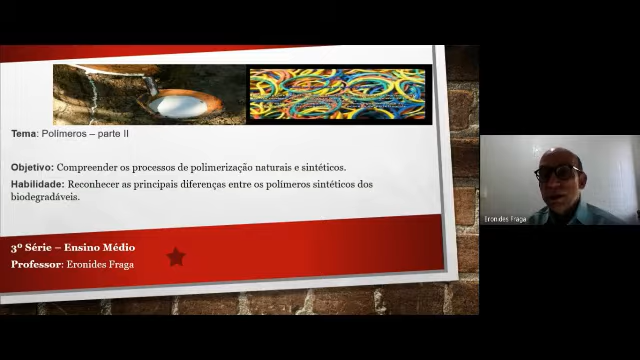 Tema: Polímeros – parte II
Objetivo: Compreender os processos de polimerização naturais e sintéticos.
Habilidade: Reconhecer as principais diferenças entre os polímeros sintéticos dos
biodegradáveis.
3º Série – Ensino Médio
Professor: Eronides Fraga
Eronides Fraga